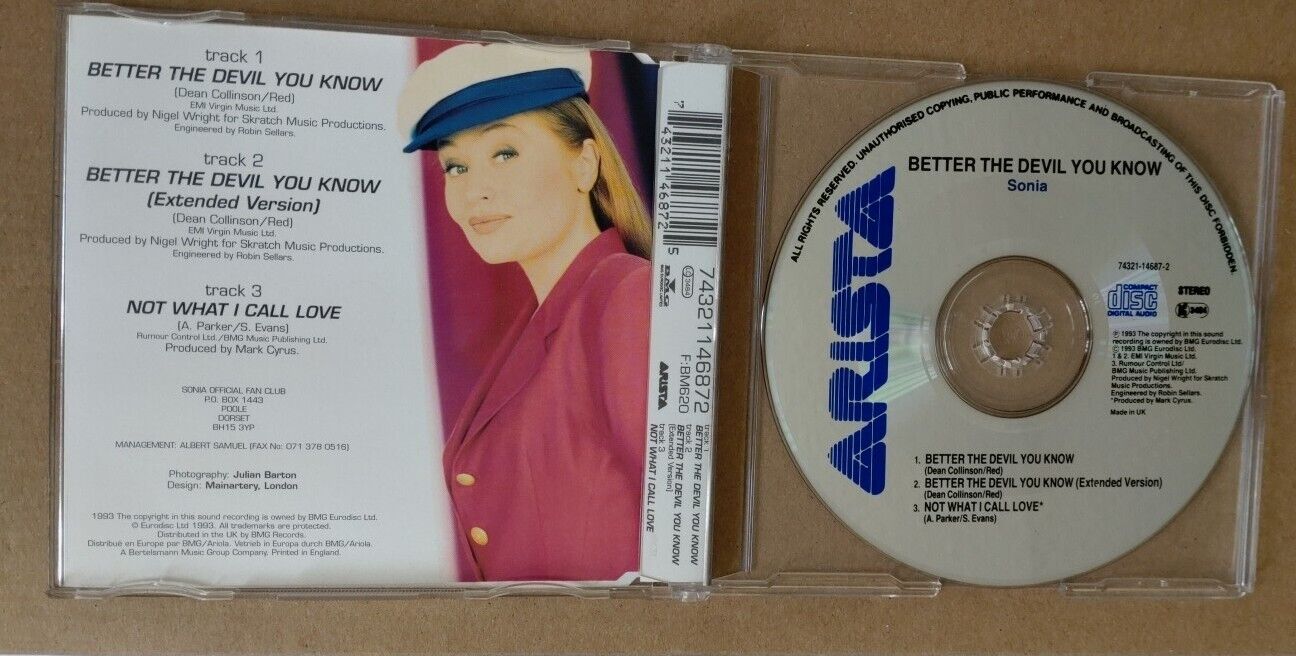 track 1
BETTER THE DEVIL YOU KNOW
(Dean Collinson/Red)
EMI Virgin Music Ltd.
Produced by Nigel Wright for Skratch Music Productions.
Engineered by Robin Sellars.
track 2
BETTER THE DEVIL YOU KNOW
(Extended Version)
(Dean Collinson/Red)
EMI Virgin Music Ltd.
Produced by Nigel Wright for Skratch Music Productions.
Engineered by Robin Sellars.
track 3
NOT WHAT I CALL LOVE
(A. Parker/S. Evans)
Rumour Control Ltd./BMG Music Publishing Ltd.
Produced by Mark Cyrus.
SONIA OFFICIAL FAN CLUB
P.O. BOX 1443
POOLE
DORSET
BH15 3YP
MANAGEMENT: ALBERT SAMUEL (FAX No: 071 378 0516)
Photography: Julian Barton
Design: Mainartery, London
1993 The copyright in this sound recording is owned by BMG Eurodisc Ltd.
© Eurodisc Ltd 1993. All trademarks are protected.
Distributed in the UK by BMG Records.
Distribué en Europe par BMG/Ariola. Vetrieb in Europa durch BMG/Ariola.
A Bertelsmann Music Group Company. Printed in England.
7 43211 46872 5
BMG
LC 3484
ARISTA
74321146872
F:BM620
track 1
BETTER THE DEVIL YOU KNOW
track 2
BETTER THE DEVIL YOU KNOW
(Extended Version)
track 3
NOT WHAT I CALL LOVE
ALL RIGHTS RESERVED. UNAUTHORISED COPYING, PUBLIC PERFORMANCE AND BROADCASTING OF THIS DISC FORBIDDEN.
BETTER THE DEVIL YOU KNOW
Sonia
ARISTA
74321-14687-2
COMPACT
disc
DIGITAL AUDIO
STEREO
LC 3484
℗ 1993 The copyright in this sound
recording is owned by BMG Eurodisc Ltd.
© 1993 BMG Eurodisc Ltd.
1 & 2. EMI Virgin Music Ltd.
3. Rumour Control Ltd/
BMG Music Publishing Ltd.
Produced by Nigel Wright for Skratch
Music Productions.
Engineered by Robin Sellars.
*Produced by Mark Cyrus.
Made in UK
1. BETTER THE DEVIL YOU KNOW
(Dean Collinson/Red)
2. BETTER THE DEVIL YOU KNOW (Extended Version)
(Dean Collinson/Red)
3. NOT WHAT I CALL LOVE*
(A. Parker/S. Evans)